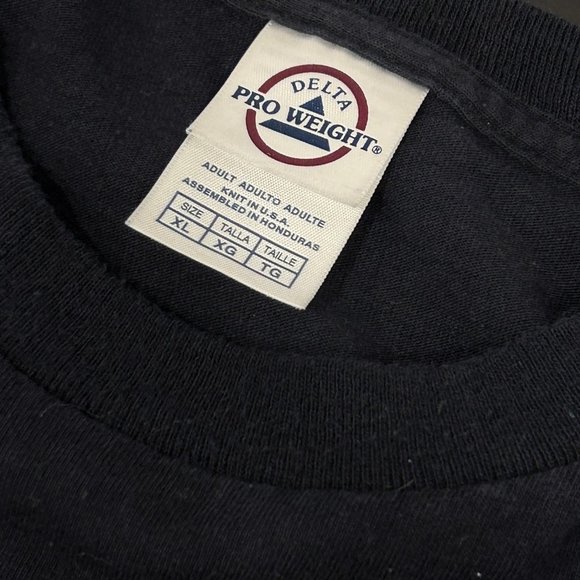 DELTA
PRO WEIGHT®
ADULT ADULTO ADULTE
KNIT IN U.S.A.
ASSEMBLED IN HONDURAS
SIZE TALLA TAILLE
XL XG TG